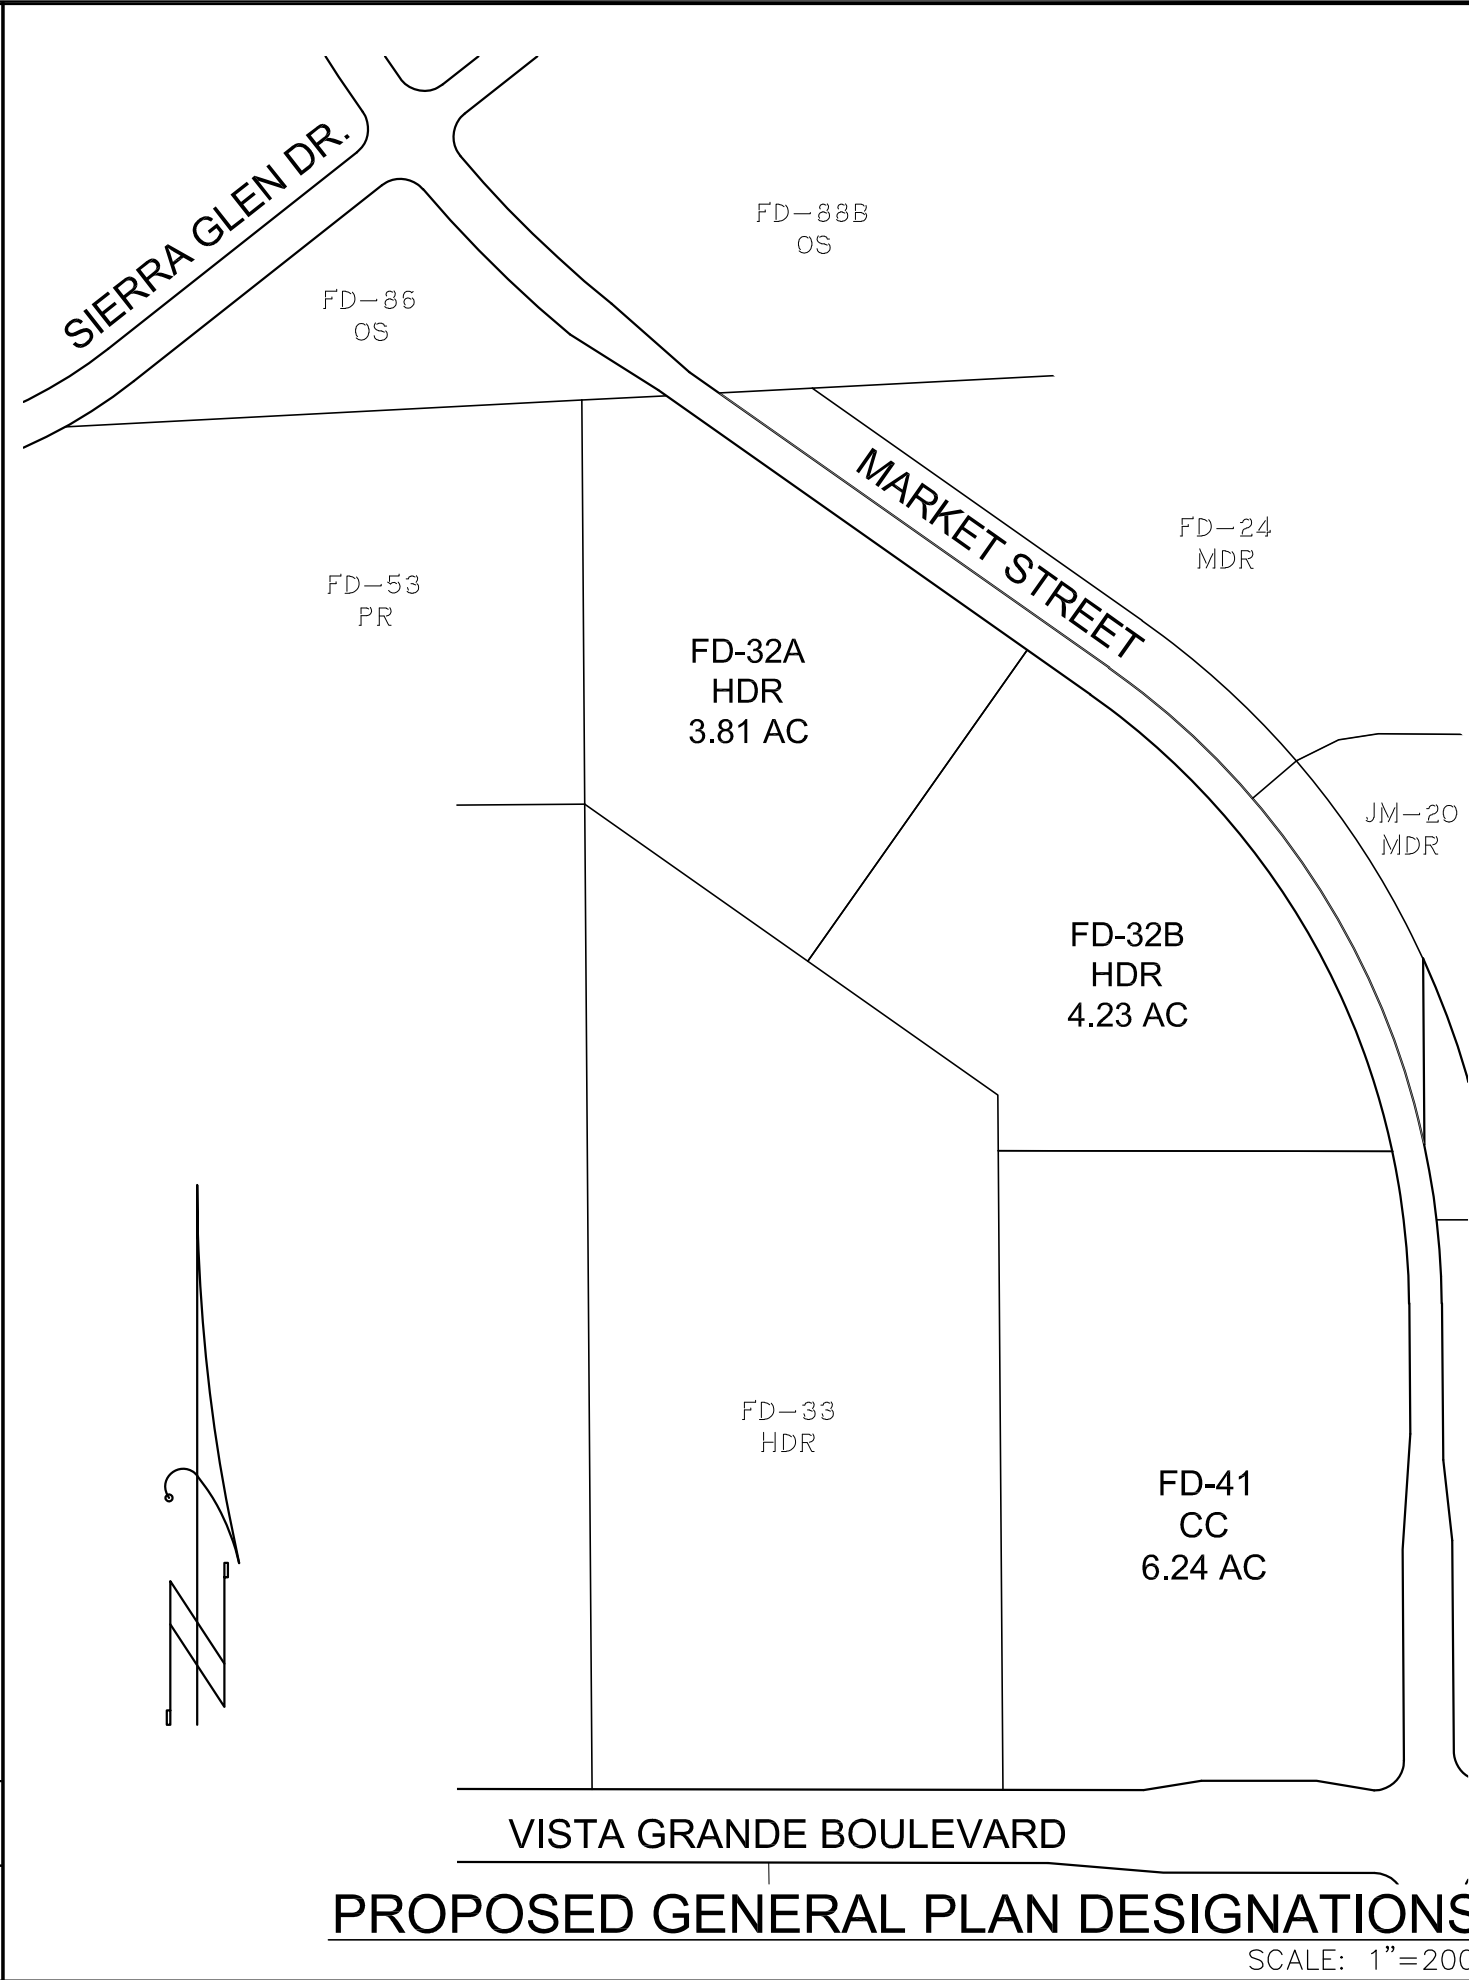 SIERRA GLEN DR.
FD-88B
OS
FD-86
OS
MARKET STREET
FD-24
MDR
FD-53
PR
FD-32A
HDR
3.81 AC
JM-20
MDR
FD-32B
HDR
4.23 AC
FD-33
HDR
FD-41
CC
6.24 AC
N
VISTA GRANDE BOULEVARD
PROPOSED GENERAL PLAN DESIGNATIONS
SCALE: 1"=200